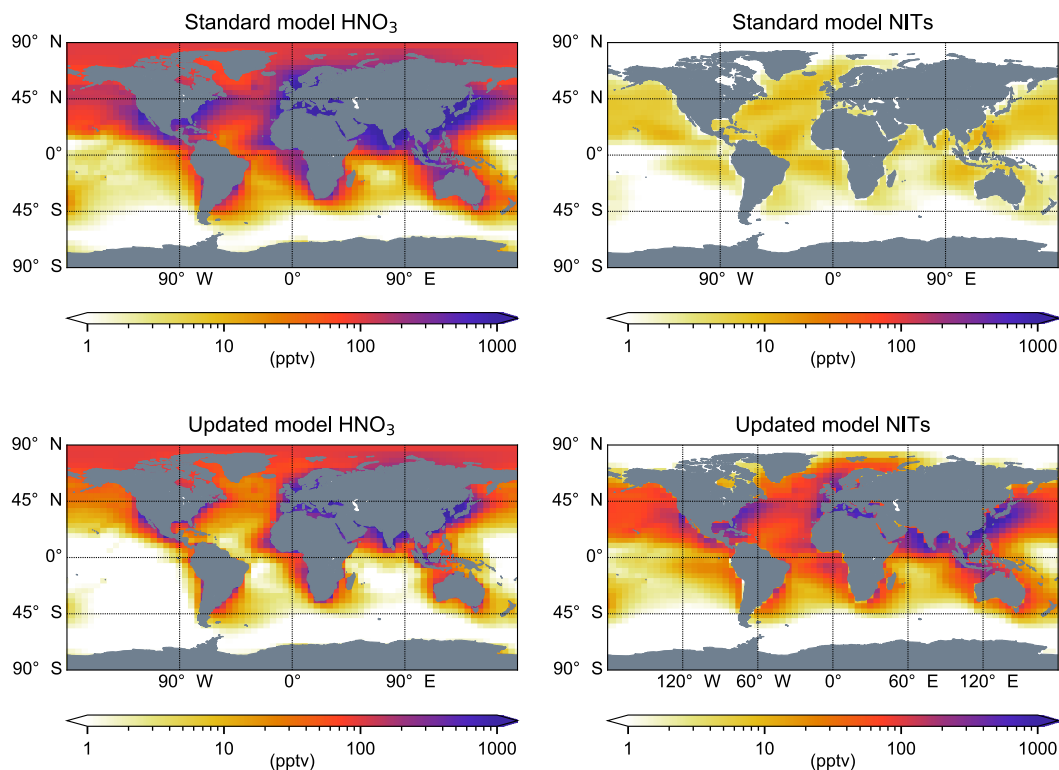 Standard model HNO₃
90° N
45° N
0°
45° S
90° S
90° W 0° 90° E
1 10 100 1000
(pptv)
Standard model NITs
90° N
45° N
0°
45° S
90° S
90° W 0° 90° E
1 10 100 1000
(pptv)
Updated model HNO₃
90° N
45° N
0°
45° S
90° S
90° W 0° 90° E
1 10 100 1000
(pptv)
Updated model NITs
90° N
45° N
0°
45° S
90° S
120° W 60° W 0° 60° E 120° E
1 10 100 1000
(pptv)